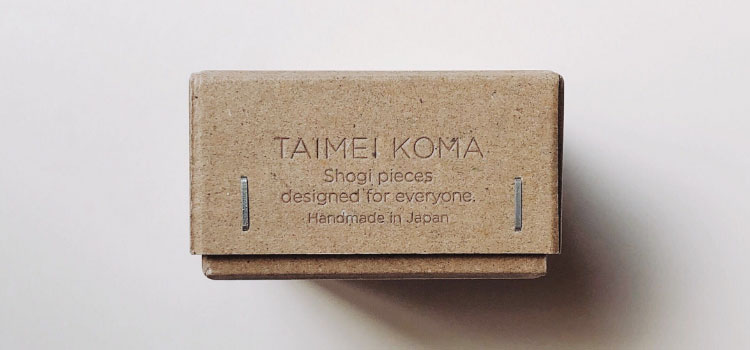 TAIMEI KOMA
Shogi pieces
designed for everyone.
Handmade in Japan